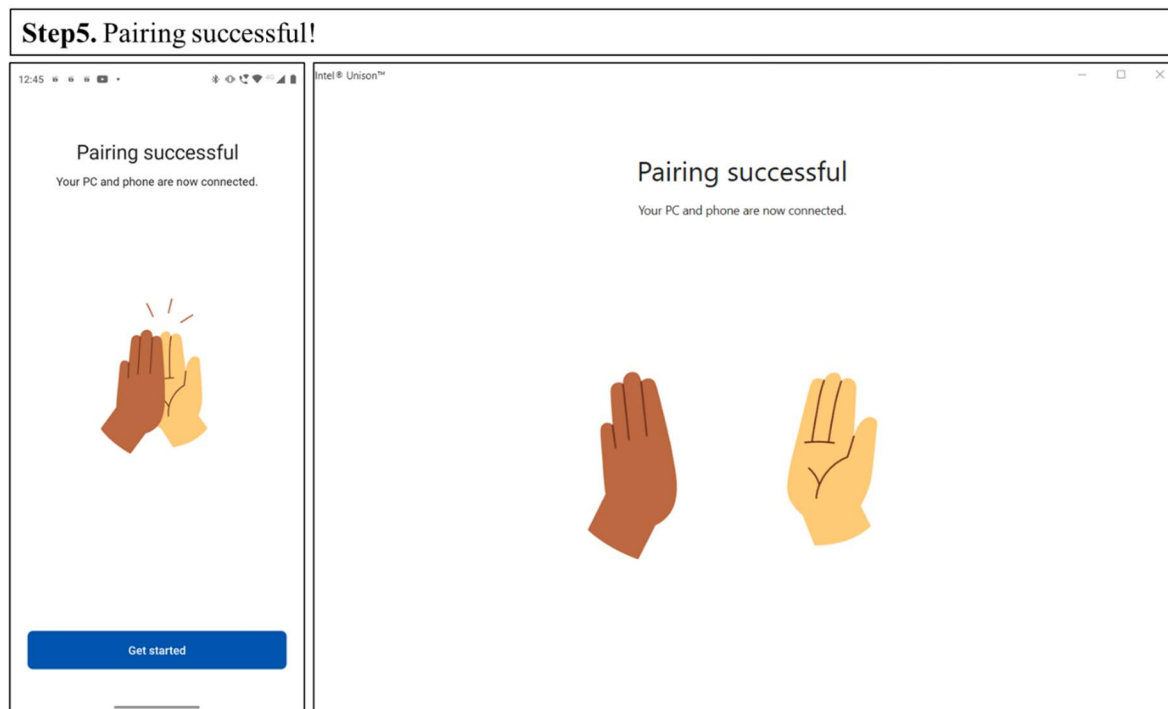 Step5. Pairing successful!
12:45
Intel® Unison™
Pairing successful
Your PC and phone are now connected.
Get started
Pairing successful
Your PC and phone are now connected.